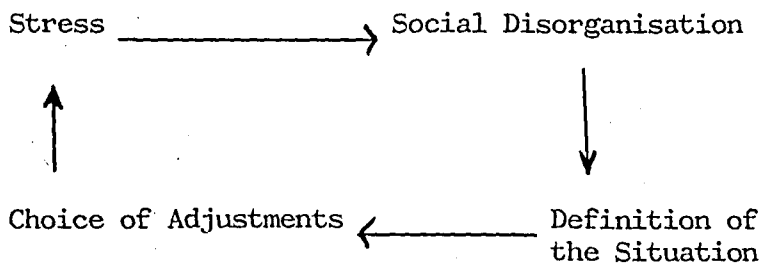 Stress
Social Disorganisation
Choice of Adjustments
Definition of
the Situation